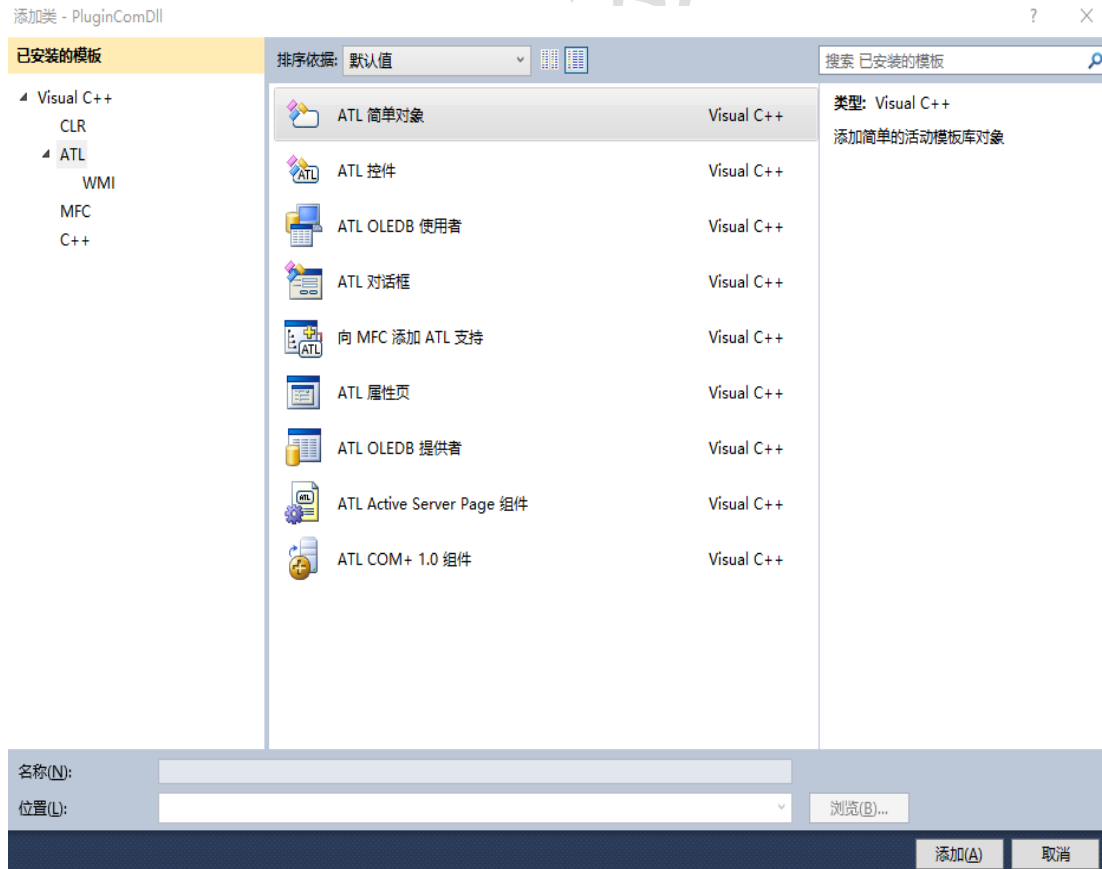 添加类 - PluginComDll
?
已安装的模板
排序依据: 默认值
搜索 已安装的模板
Visual C++
CLR
ATL
WMI
MFC
C++
ATL 简单对象 Visual C++
ATL 控件 Visual C++
ATL OLEDB 使用者 Visual C++
ATL 对话框 Visual C++
向 MFC 添加 ATL 支持 Visual C++
ATL 属性页 Visual C++
ATL OLEDB 提供者 Visual C++
ATL Active Server Page 组件 Visual C++
ATL COM+ 1.0 组件 Visual C++
类型: Visual C++
添加简单的活动模板库对象
名称(N):
位置(L):
浏览(B)...
添加(A)
取消